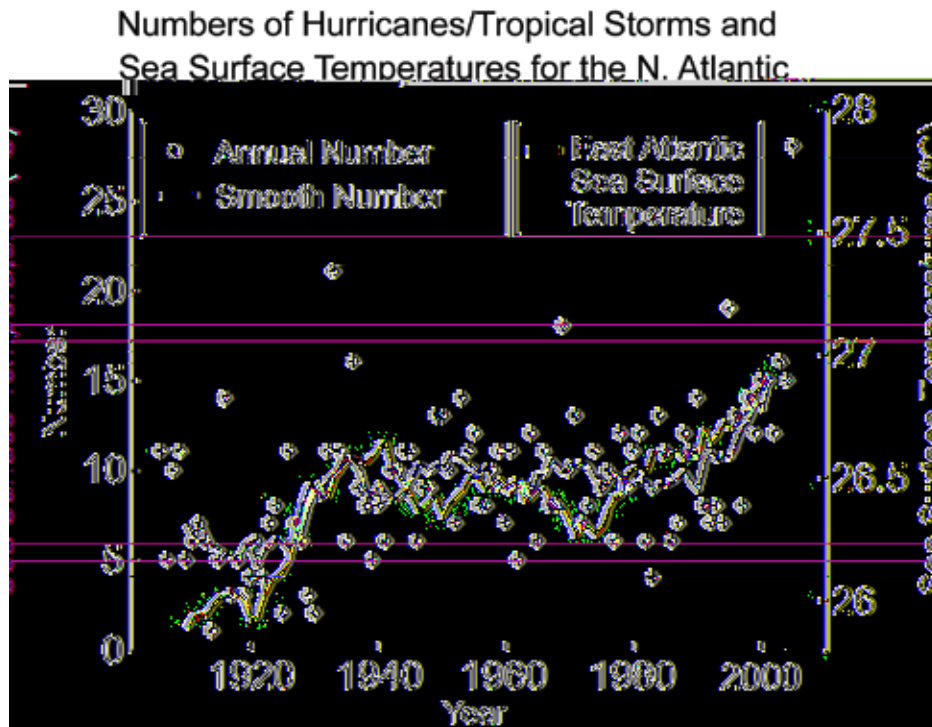 Numbers of Hurricanes/Tropical Storms and
Sea Surface Temperatures for the N. Atlantic
30
25
20
15
10
5
0
Number
Annual Number
Smooth Number
East Atlantic
Sea Surface
Temperature
28
27.5
27
26.5
26
1920 1940 1960 1980 2000
Year